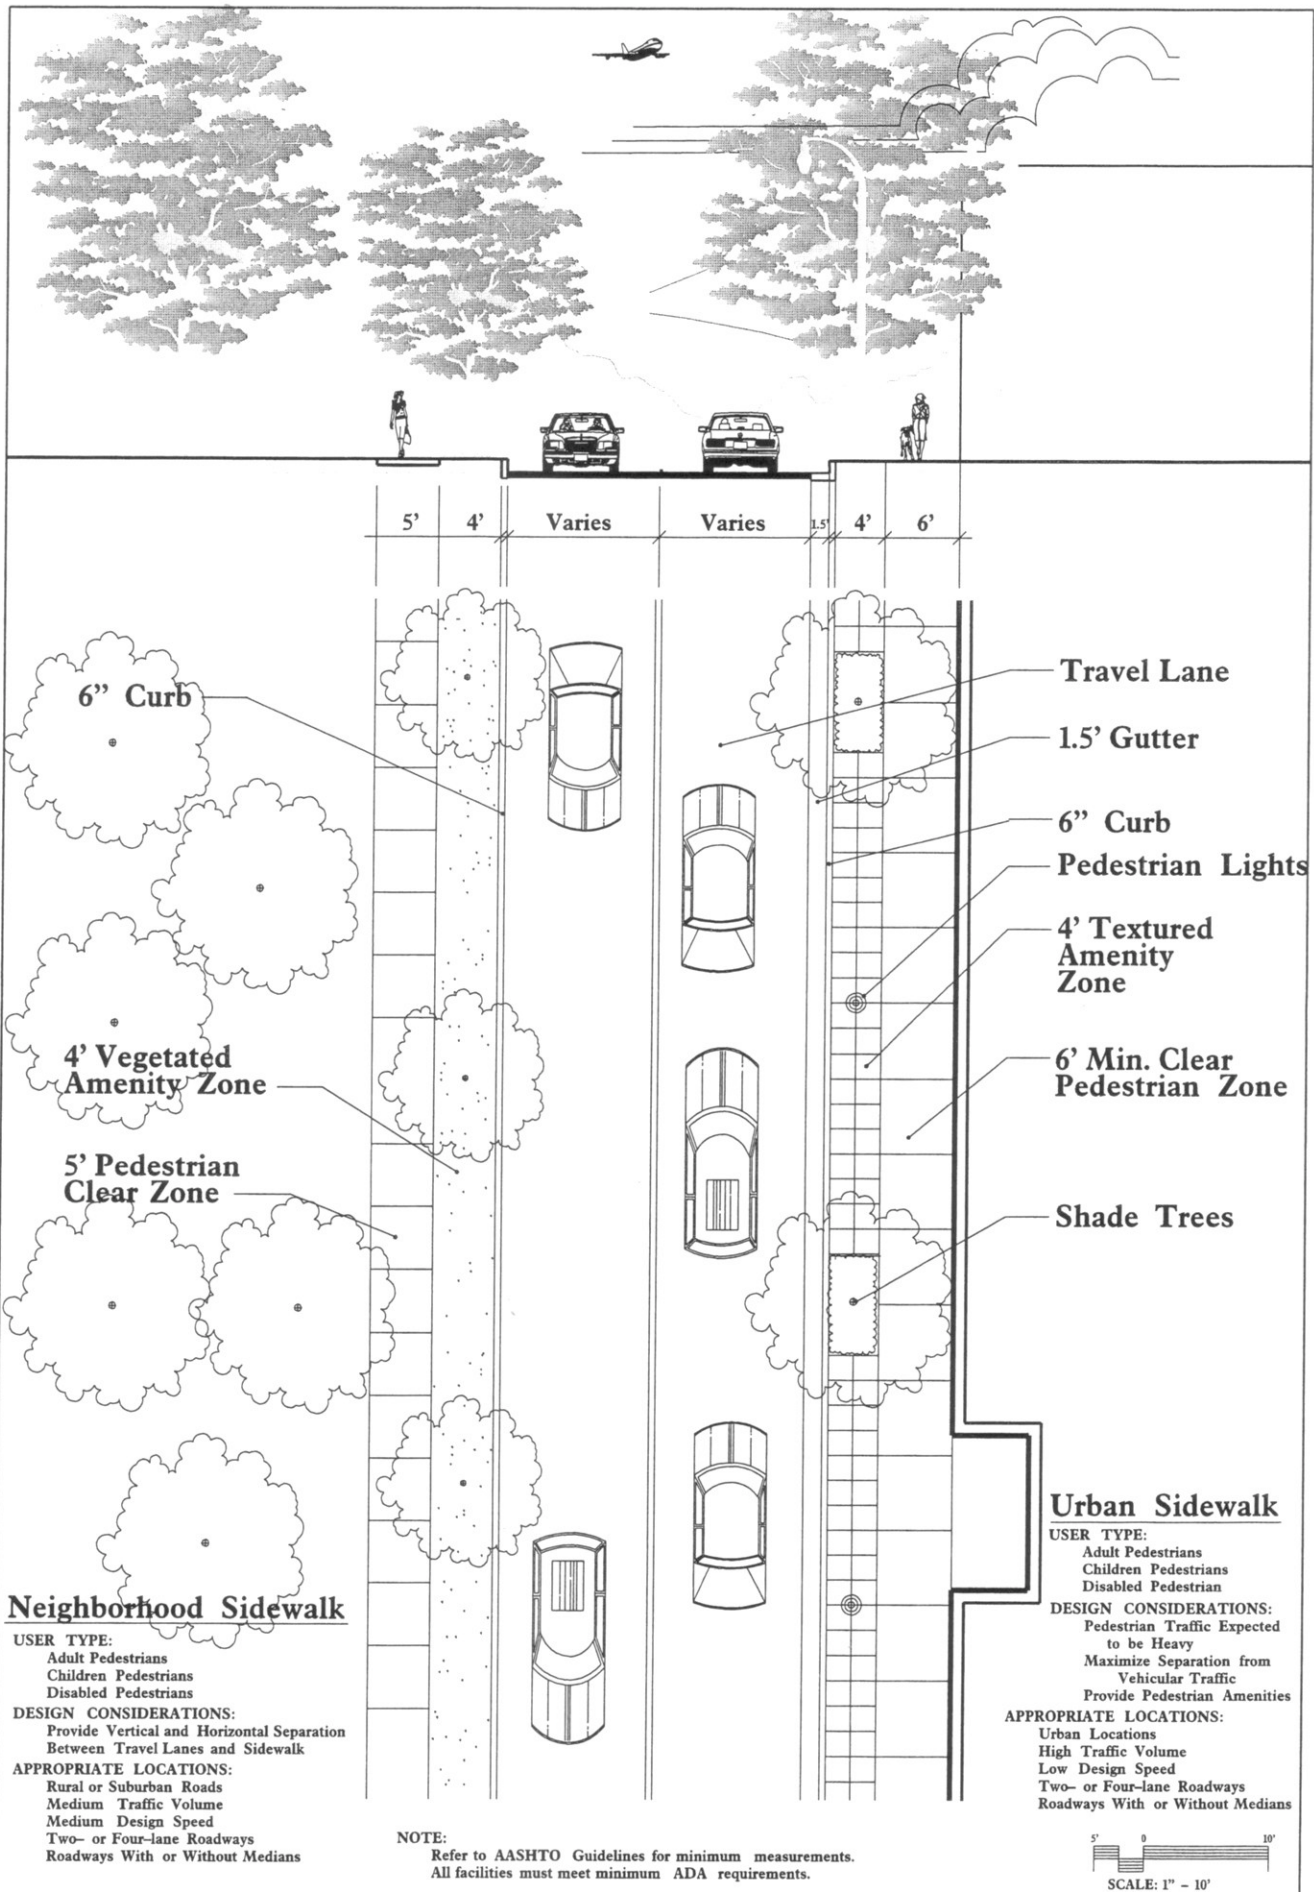 5’ 4’ Varies Varies 1.5’ 4’ 6’
6” Curb
4’ Vegetated
Amenity Zone
5’ Pedestrian
Clear Zone
Travel Lane
1.5’ Gutter
6” Curb
Pedestrian Lights
4’ Textured
Amenity
Zone
6’ Min. Clear
Pedestrian Zone
Shade Trees
Neighborhood Sidewalk
USER TYPE:
Adult Pedestrians
Children Pedestrians
Disabled Pedestrians
DESIGN CONSIDERATIONS:
Provide Vertical and Horizontal Separation
Between Travel Lanes and Sidewalk
APPROPRIATE LOCATIONS:
Rural or Suburban Roads
Medium Traffic Volume
Medium Design Speed
Two- or Four-lane Roadways
Roadways With or Without Medians
Urban Sidewalk
USER TYPE:
Adult Pedestrians
Children Pedestrians
Disabled Pedestrian
DESIGN CONSIDERATIONS:
Pedestrian Traffic Expected
to be Heavy
Maximize Separation from
Vehicular Traffic
Provide Pedestrian Amenities
APPROPRIATE LOCATIONS:
Urban Locations
High Traffic Volume
Low Design Speed
Two- or Four-lane Roadways
Roadways With or Without Medians
NOTE:
Refer to AASHTO Guidelines for minimum measurements.
All facilities must meet minimum ADA requirements.
5’ 0 10’
SCALE: 1” - 10’